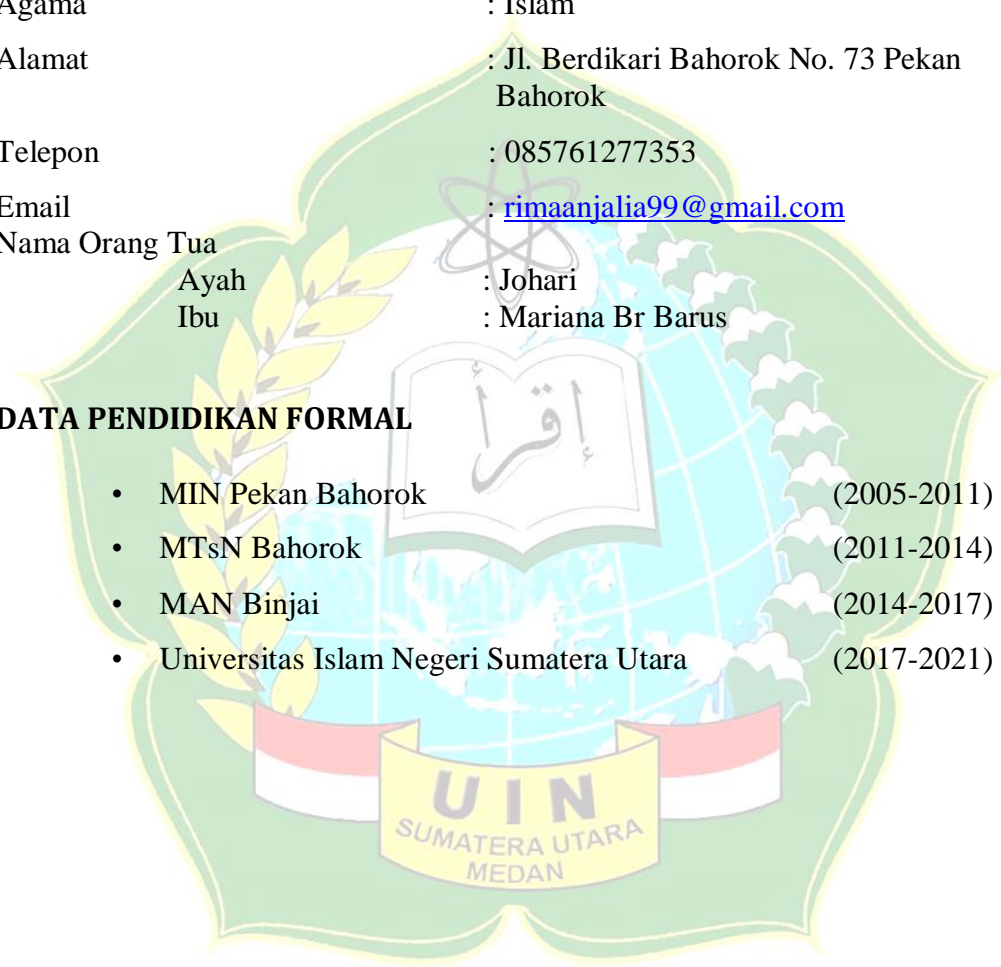 Agama : Islam
Alamat : Jl. Berdikari Bahorok No. 73 Pekan
Bahorok
Telepon : 085761277353
Email : rimaanjalia99@gmail.com
Nama Orang Tua
Ayah : Johari
Ibu : Mariana Br Barus
DATA PENDIDIKAN FORMAL
إقرأ
• MIN Pekan Bahorok (2005-2011)
• MTsN Bahorok (2011-2014)
• MAN Binjai (2014-2017)
• Universitas Islam Negeri Sumatera Utara (2017-2021)
UIN
SUMATERA UTARA
MEDAN